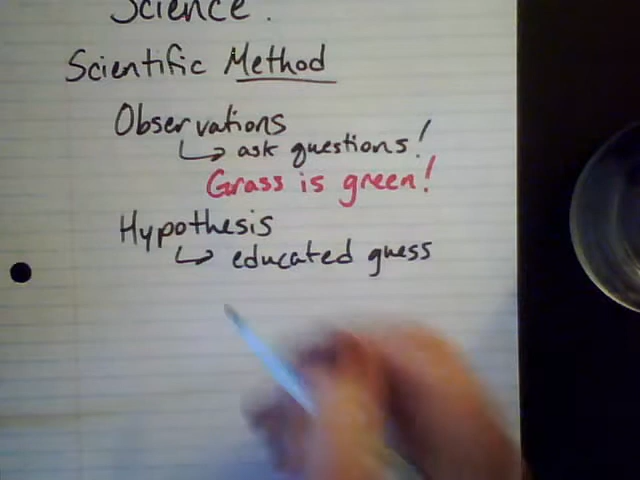 Science.
Scientific Method
Observations
↳ ask questions!
Grass is green!
Hypothesis
↳ educated guess